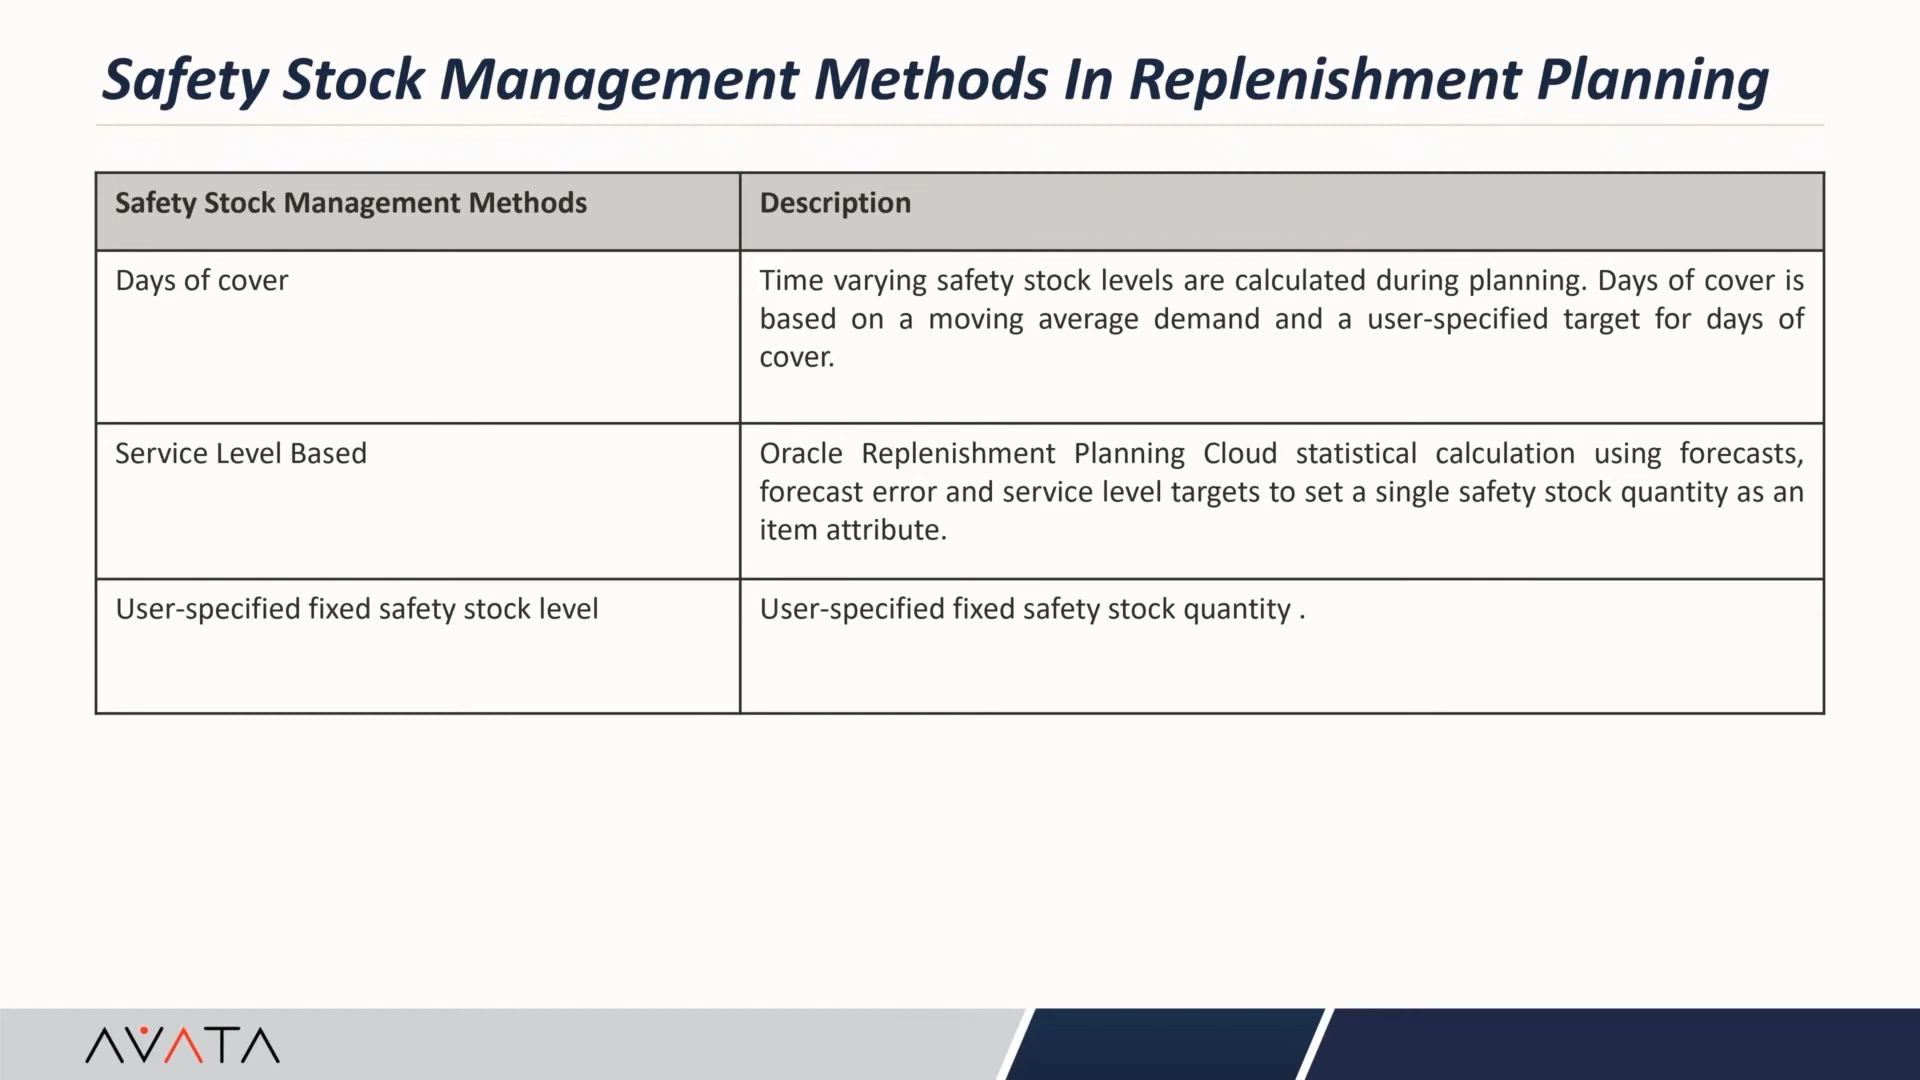 Safety Stock Management Methods In Replenishment Planning
Safety Stock Management Methods
Description
Days of cover
Time varying safety stock levels are calculated during planning. Days of cover is
based on a moving average demand and a user-specified target for days of
cover.
Service Level Based
Oracle Replenishment Planning Cloud statistical calculation using forecasts,
forecast error and service level targets to set a single safety stock quantity as an
item attribute.
User-specified fixed safety stock level
User-specified fixed safety stock quantity .
AVATA